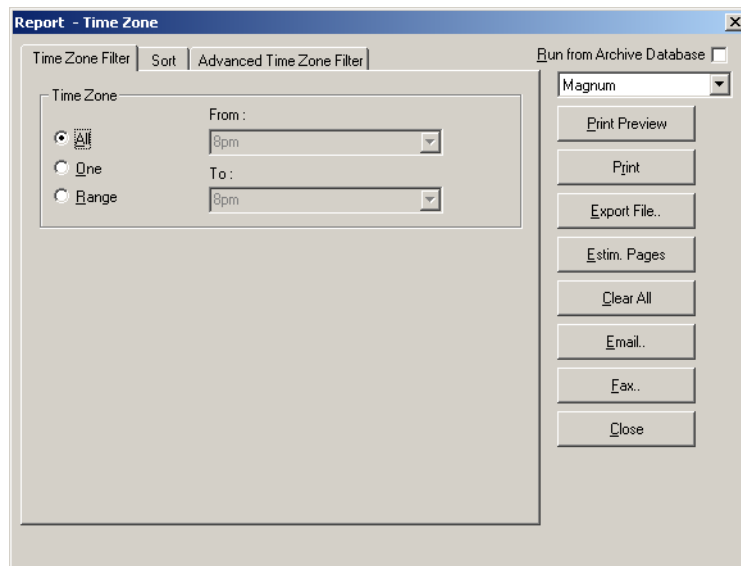 Report - Time Zone
Time Zone Filter
Sort
Advanced Time Zone Filter
Run from Archive Database
Magnum
Time Zone
All
One
Range
From :
8pm
To :
8pm
Print Preview
Print
Export File..
Estim. Pages
Clear All
Email..
Fax..
Close